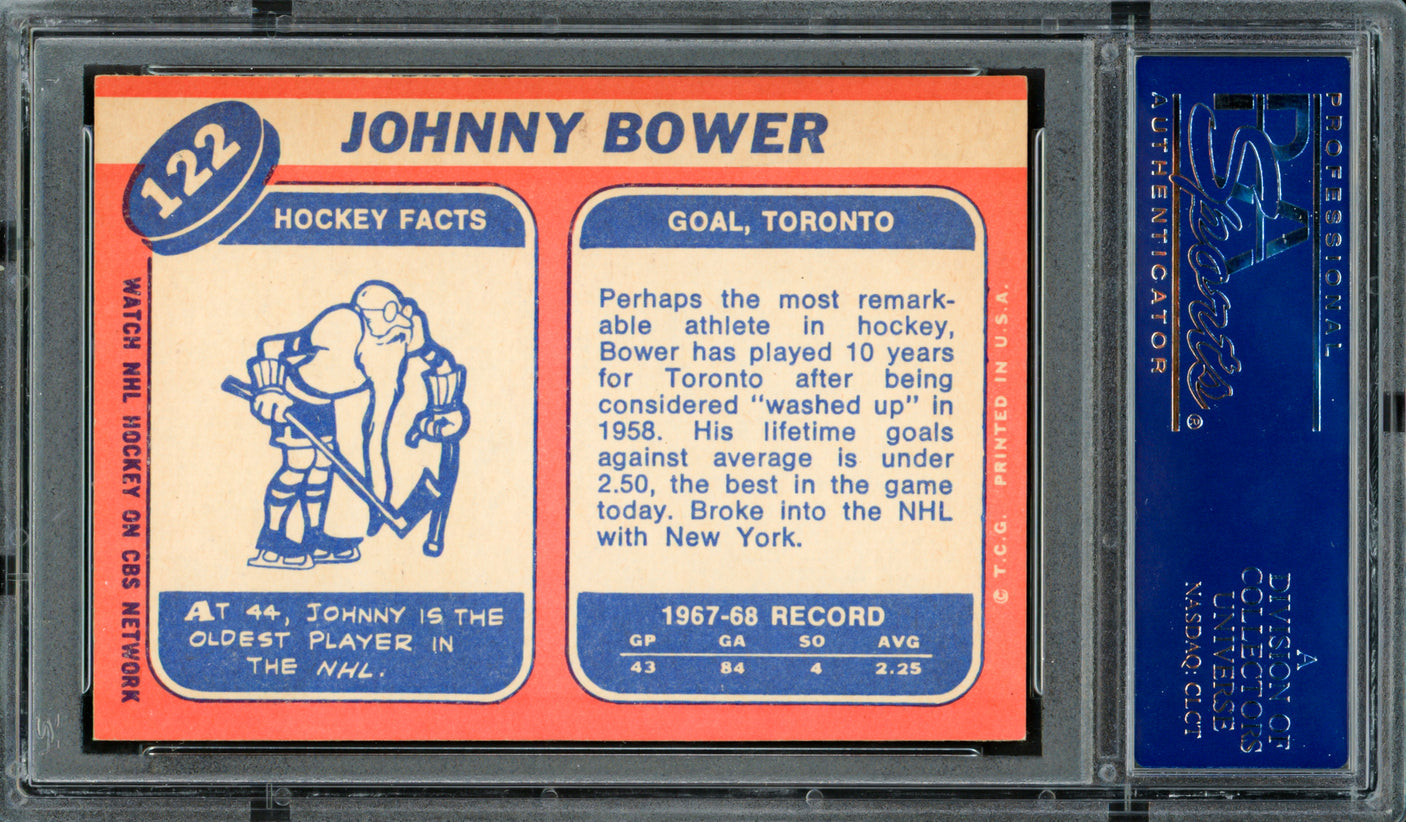 122
JOHNNY BOWER
HOCKEY FACTS
AT 44, JOHNNY IS THE
OLDEST PLAYER IN
THE NHL.
GOAL, TORONTO
Perhaps the most remark-
able athlete in hockey,
Bower has played 10 years
for Toronto after being
considered "washed up" in
1958. His lifetime goals
against average is under
2.50, the best in the game
today. Broke into the NHL
with New York.
1967-68 RECORD
GP GA SO AVG
43 84 4 2.25
WATCH NHL HOCKEY ON CBS NETWORK
© T.C.G. PRINTED IN U.S.A.
PROFESSIONAL
PSA
Sports®
AUTHENTICATOR
A
DIVISION OF
COLLECTORS
UNIVERSE
NASDAQ: CLCT